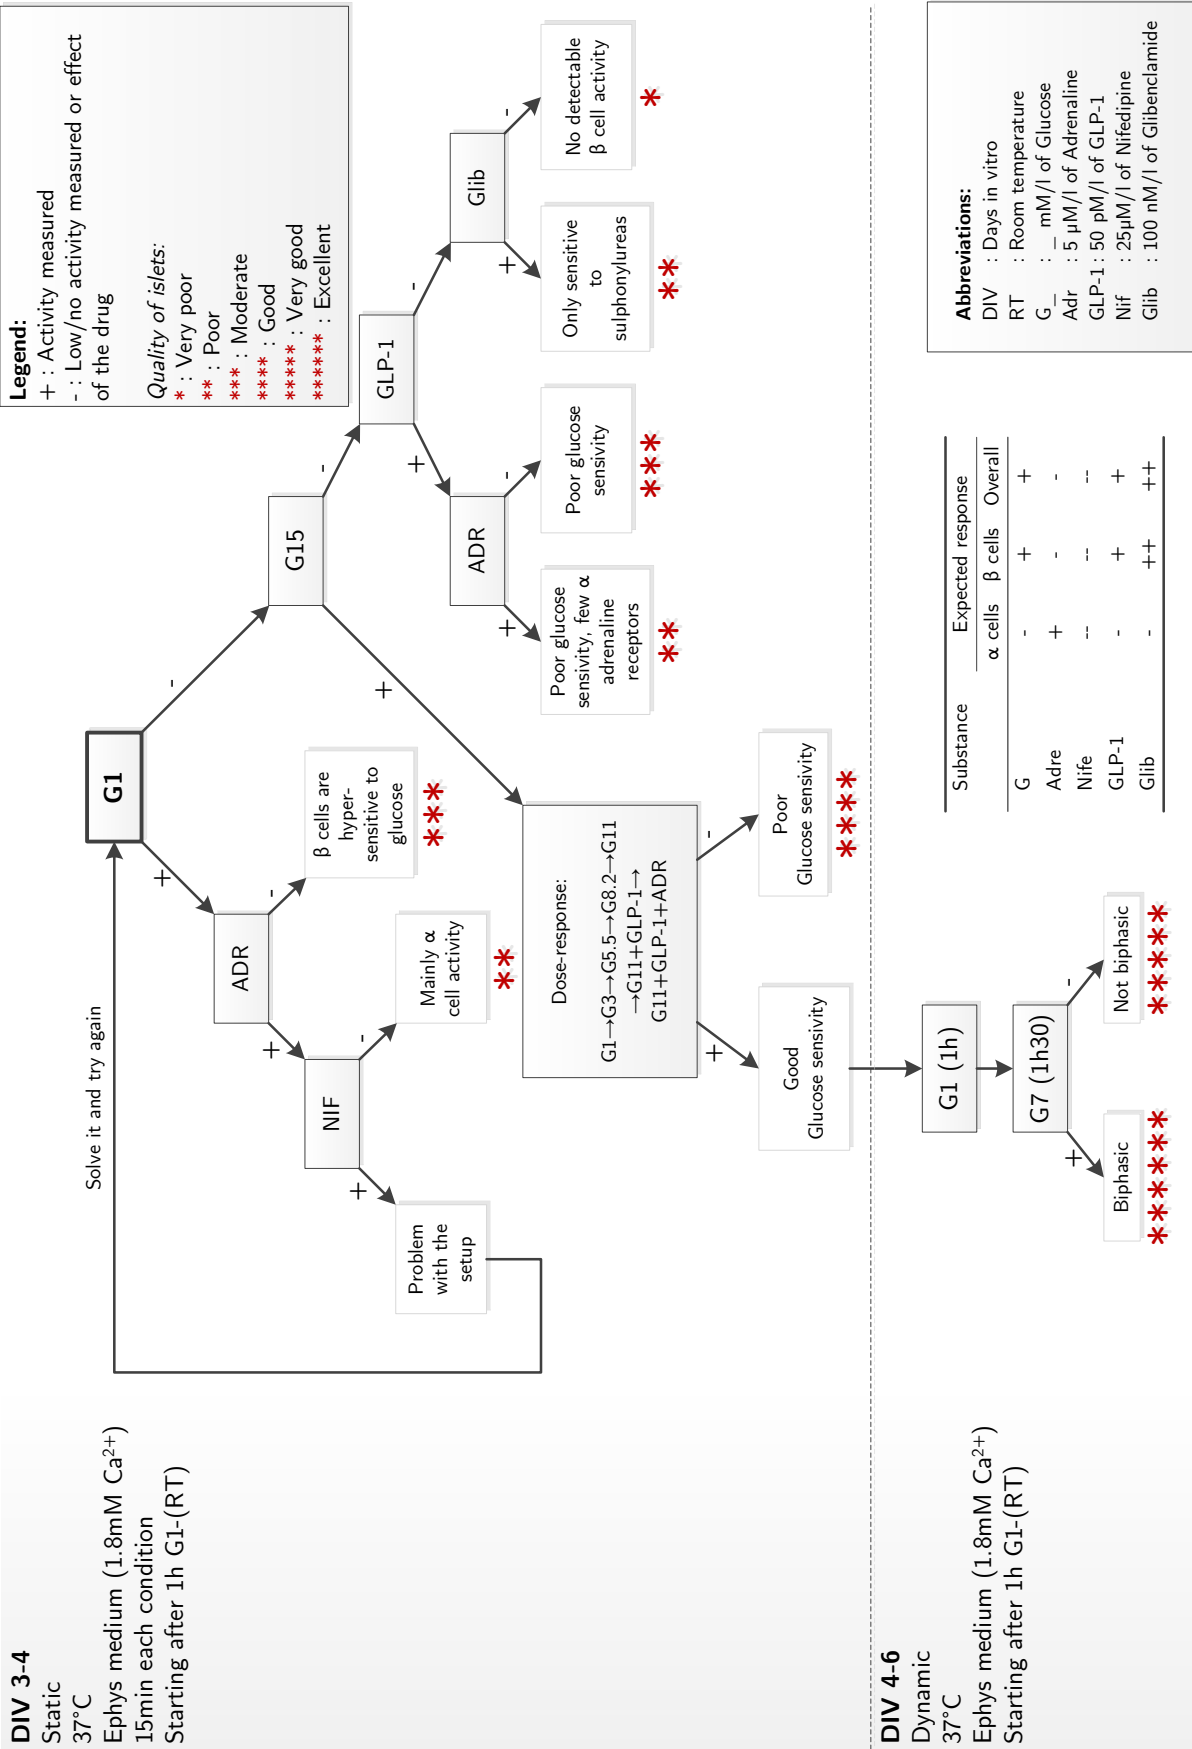 DIV 3-4
Static
37°C
Ephys medium (1.8mM Ca²⁺)
15min each condition
Starting after 1h G1-(RT)
Solve it and try again
G1
+
-
ADR
+
-
NIF
+
-
Problem
with the
setup
Mainly α
cell activity
**
β cells are
hyper-
sensitive to
glucose
***
G15
+
-
GLP-1
+
-
ADR
+
-
Poor glucose
sensivity, few α
adrenaline
receptors
**
Poor glucose
sensivity
***
Glib
+
-
Only sensitive
to
sulphonylureas
**
No detectable
β cell activity
*
Dose-response:
G1→G3→G5.5→G8.2→G11
→G11+GLP-1→
G11+GLP-1+ADR
+
-
Good
Glucose sensivity
Poor
Glucose sensivity
****
Legend:
+ : Activity measured
- : Low/no activity measured or effect
of the drug
Quality of islets:
* : Very poor
** : Poor
*** : Moderate
**** : Good
***** : Very good
****** : Excellent
DIV 4-6
Dynamic
37°C
Ephys medium (1.8mM Ca²⁺)
Starting after 1h G1-(RT)
G1 (1h)
G7 (1h30)
+
-
Biphasic
******
Not biphasic
*****
Substance Expected response
α cells β cells Overall
G - + +
Adre + - -
Nife -- -- --
GLP-1 - + +
Glib - ++ ++
Abbreviations:
DIV : Days in vitro
RT : Room temperature
G_ : _ mM/l of Glucose
Adr : 5 µM/l of Adrenaline
GLP-1 : 50 pM/l of GLP-1
Nif : 25µM/l of Nifedipine
Glib : 100 nM/l of Glibenclamide